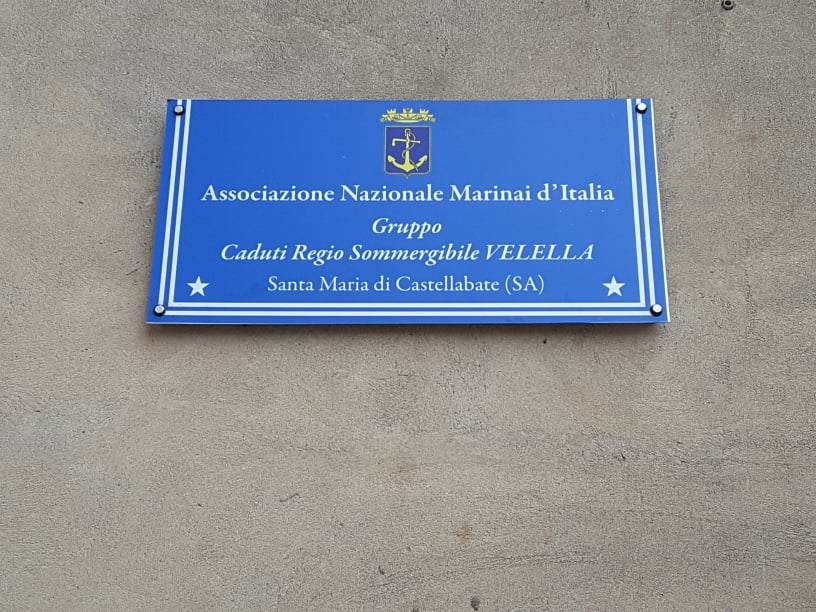 Associazione Nazionale Marinai d'Italia
Gruppo
Caduti Regio Sommergibile VELELLA
Santa Maria di Castellabate (SA)